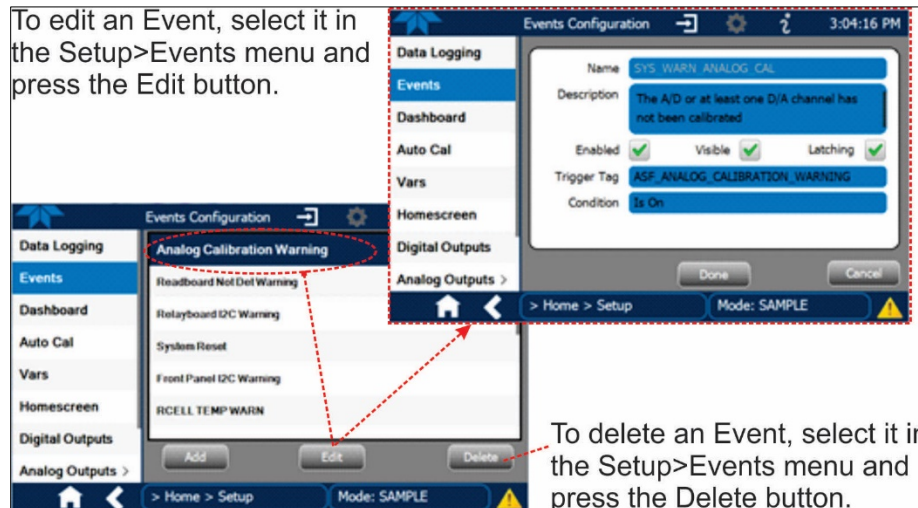 To edit an Event, select it in
the Setup>Events menu and
press the Edit button.
Events Configuration
3:04:16 PM
Data Logging
Events
Dashboard
Auto Cal
Vars
Homescreen
Digital Outputs
Analog Outputs >
Name
SYS_WARN_ANALOG_CAL
Description
The A/D or at least one D/A channel has
not been calibrated
Enabled
Visible
Latching
Trigger Tag
ASF_ANALOG_CALIBRATION_WARNING
Condition
Is On
Done
Cancel
> Home > Setup
Mode: SAMPLE
Events Configuration
Data Logging
Events
Dashboard
Auto Cal
Vars
Homescreen
Digital Outputs
Analog Outputs >
Analog Calibration Warning
Readboard Not Det Warning
Relayboard I2C Warning
System Reset
Front Panel I2C Warning
RCELL TEMP WARN
Add
Edit
Delete
> Home > Setup
Mode: SAMPLE
To delete an Event, select it in
the Setup>Events menu and
press the Delete button.